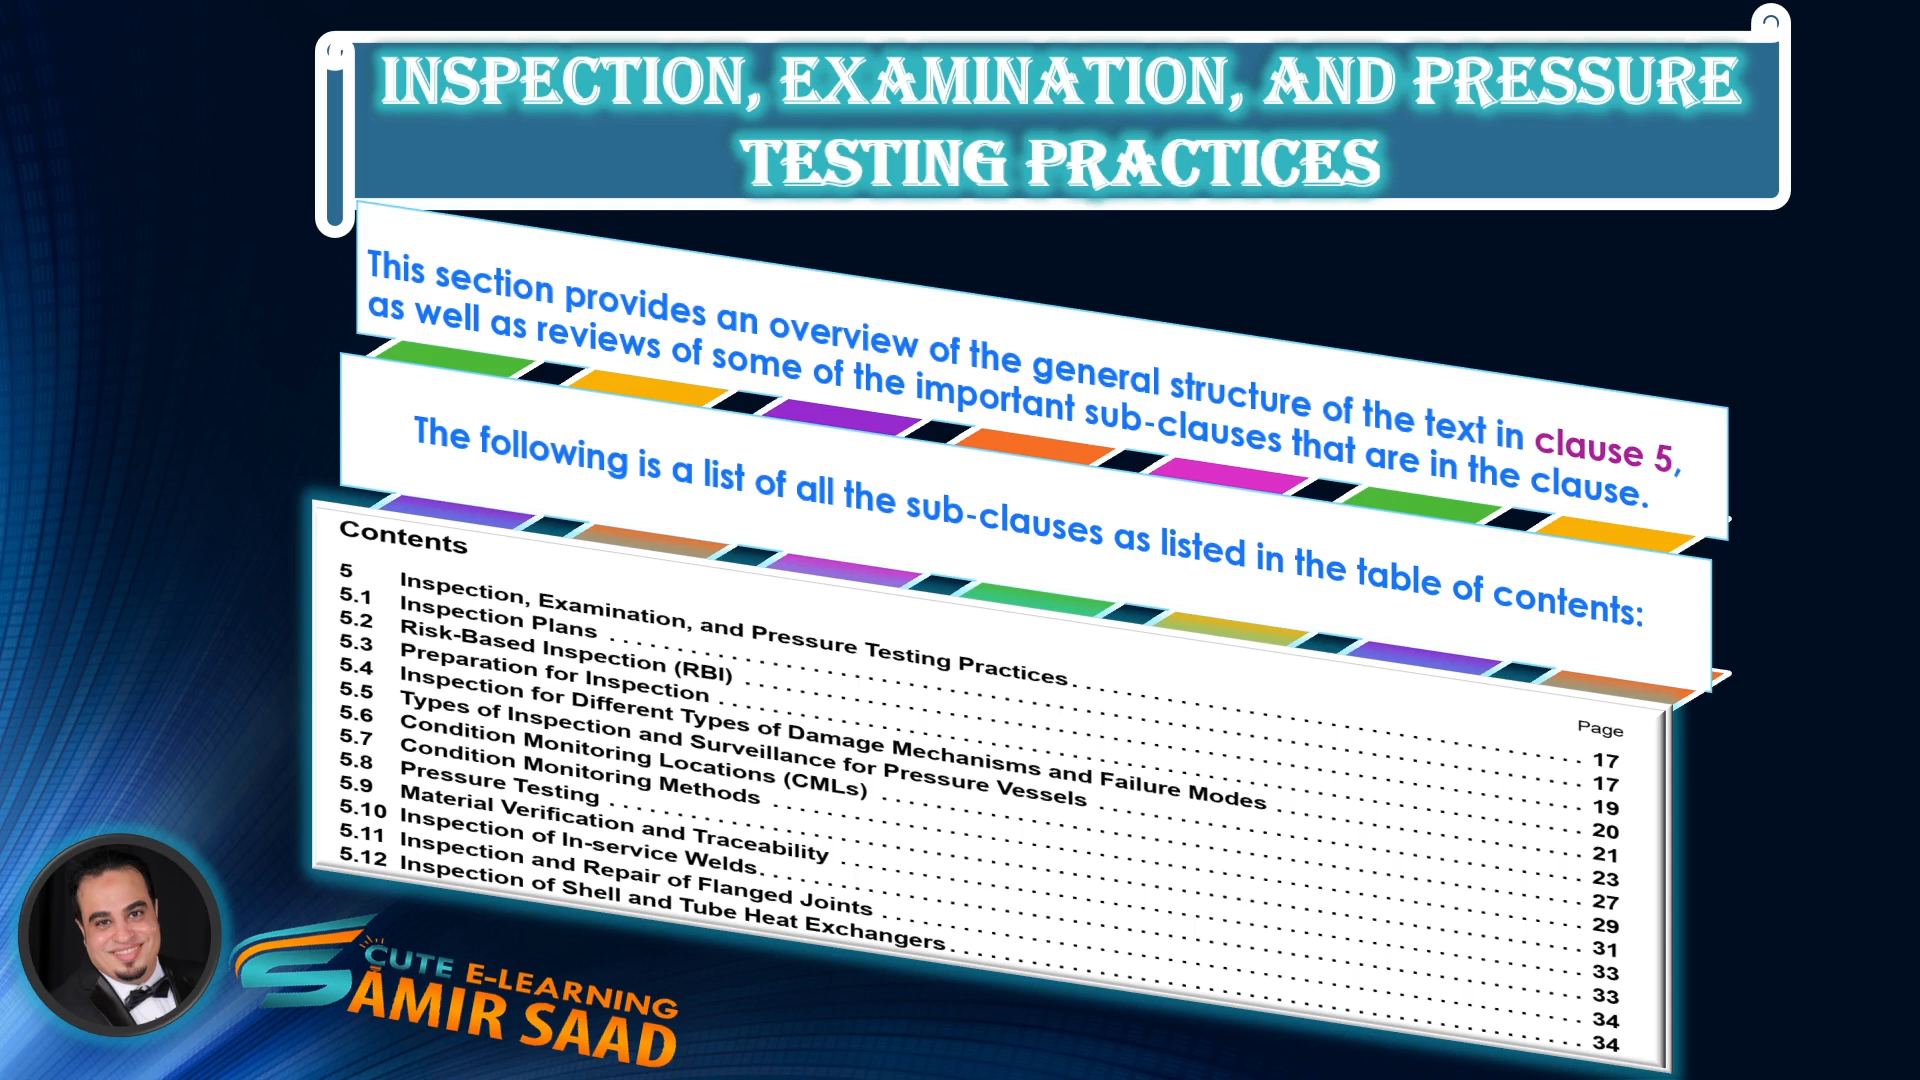 INSPECTION, EXAMINATION, AND PRESSURE
TESTING PRACTICES
This section provides an overview of the general structure of the text in clause 5,
as well as reviews of some of the important sub-clauses that are in the clause.
The following is a list of all the sub-clauses as listed in the table of contents:
Contents
Page
5 Inspection, Examination, and Pressure Testing Practices . . . . . . . . . . . . . . . . . . . . 17
5.1 Inspection Plans . . . . . . . . . . . . . . . . . . . . 17
5.2 Risk-Based Inspection (RBI) . . . . . . . . . . . . . . . . . . . . 19
5.3 Preparation for Inspection . . . . . . . . . . . . . . . . . . . . 20
5.4 Inspection for Different Types of Damage Mechanisms and Failure Modes . . . . . . . . . . . . . . . . . . . . 21
5.5 Types of Inspection and Surveillance for Pressure Vessels . . . . . . . . . . . . . . . . . . . . 23
5.6 Condition Monitoring Locations (CMLs) . . . . . . . . . . . . . . . . . . . . 27
5.7 Condition Monitoring Methods . . . . . . . . . . . . . . . . . . . . 29
5.8 Pressure Testing . . . . . . . . . . . . . . . . . . . . 31
5.9 Material Verification and Traceability . . . . . . . . . . . . . . . . . . . . 33
5.10 Inspection of In-service Welds . . . . . . . . . . . . . . . . . . . . 33
5.11 Inspection and Repair of Flanged Joints . . . . . . . . . . . . . . . . . . . . 34
5.12 Inspection of Shell and Tube Heat Exchangers . . . . . . . . . . . . . . . . . . . . 34
CUTE E-LEARNING
SAMIR SAAD